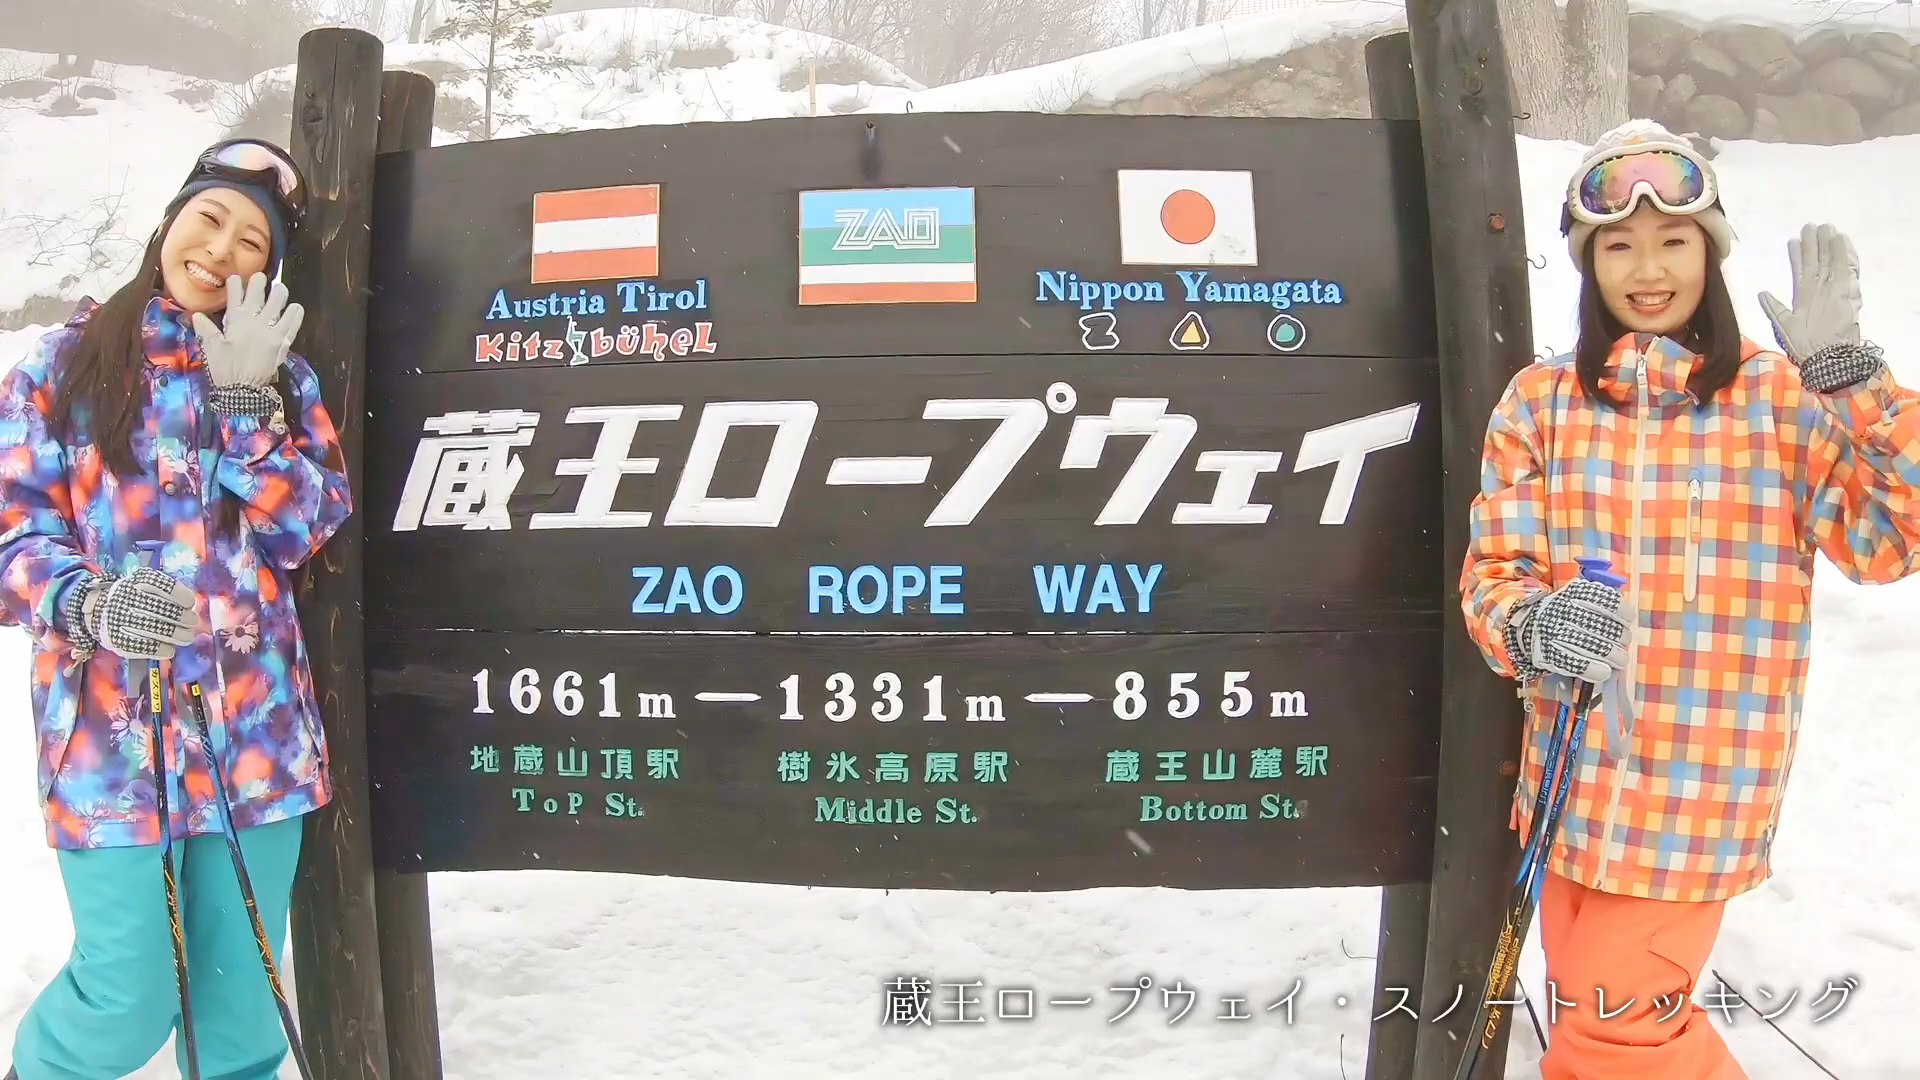 ZAO
Austria Tirol
Nippon Yamagata
Kitzbühel
ZAO
蔵王ロープウェイ
ZAO ROPE WAY
1661m—1331m—855m
地蔵山頂駅 樹氷高原駅 蔵王山麓駅
ToP St. Middle St. Bottom St.
蔵王ロープウェイ・スノートレッキング